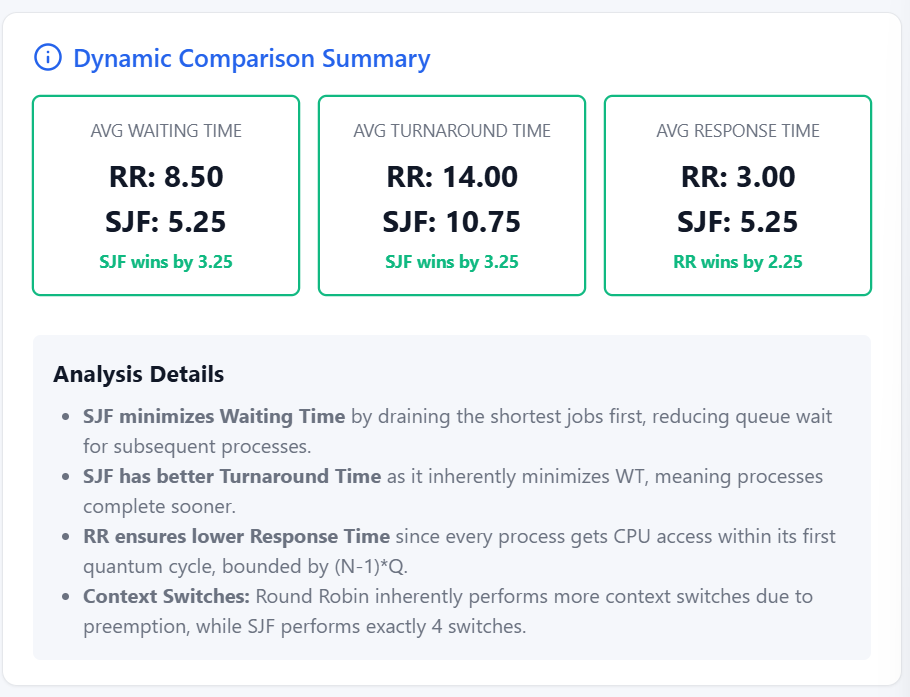 Dynamic Comparison Summary
AVG WAITING TIME
RR: 8.50
SJF: 5.25
SJF wins by 3.25
AVG TURNAROUND TIME
RR: 14.00
SJF: 10.75
SJF wins by 3.25
AVG RESPONSE TIME
RR: 3.00
SJF: 5.25
RR wins by 2.25
Analysis Details
• SJF minimizes Waiting Time by draining the shortest jobs first, reducing queue wait
for subsequent processes.
• SJF has better Turnaround Time as it inherently minimizes WT, meaning processes
complete sooner.
• RR ensures lower Response Time since every process gets CPU access within its first
quantum cycle, bounded by (N-1)*Q.
• Context Switches: Round Robin inherently performs more context switches due to
preemption, while SJF performs exactly 4 switches.